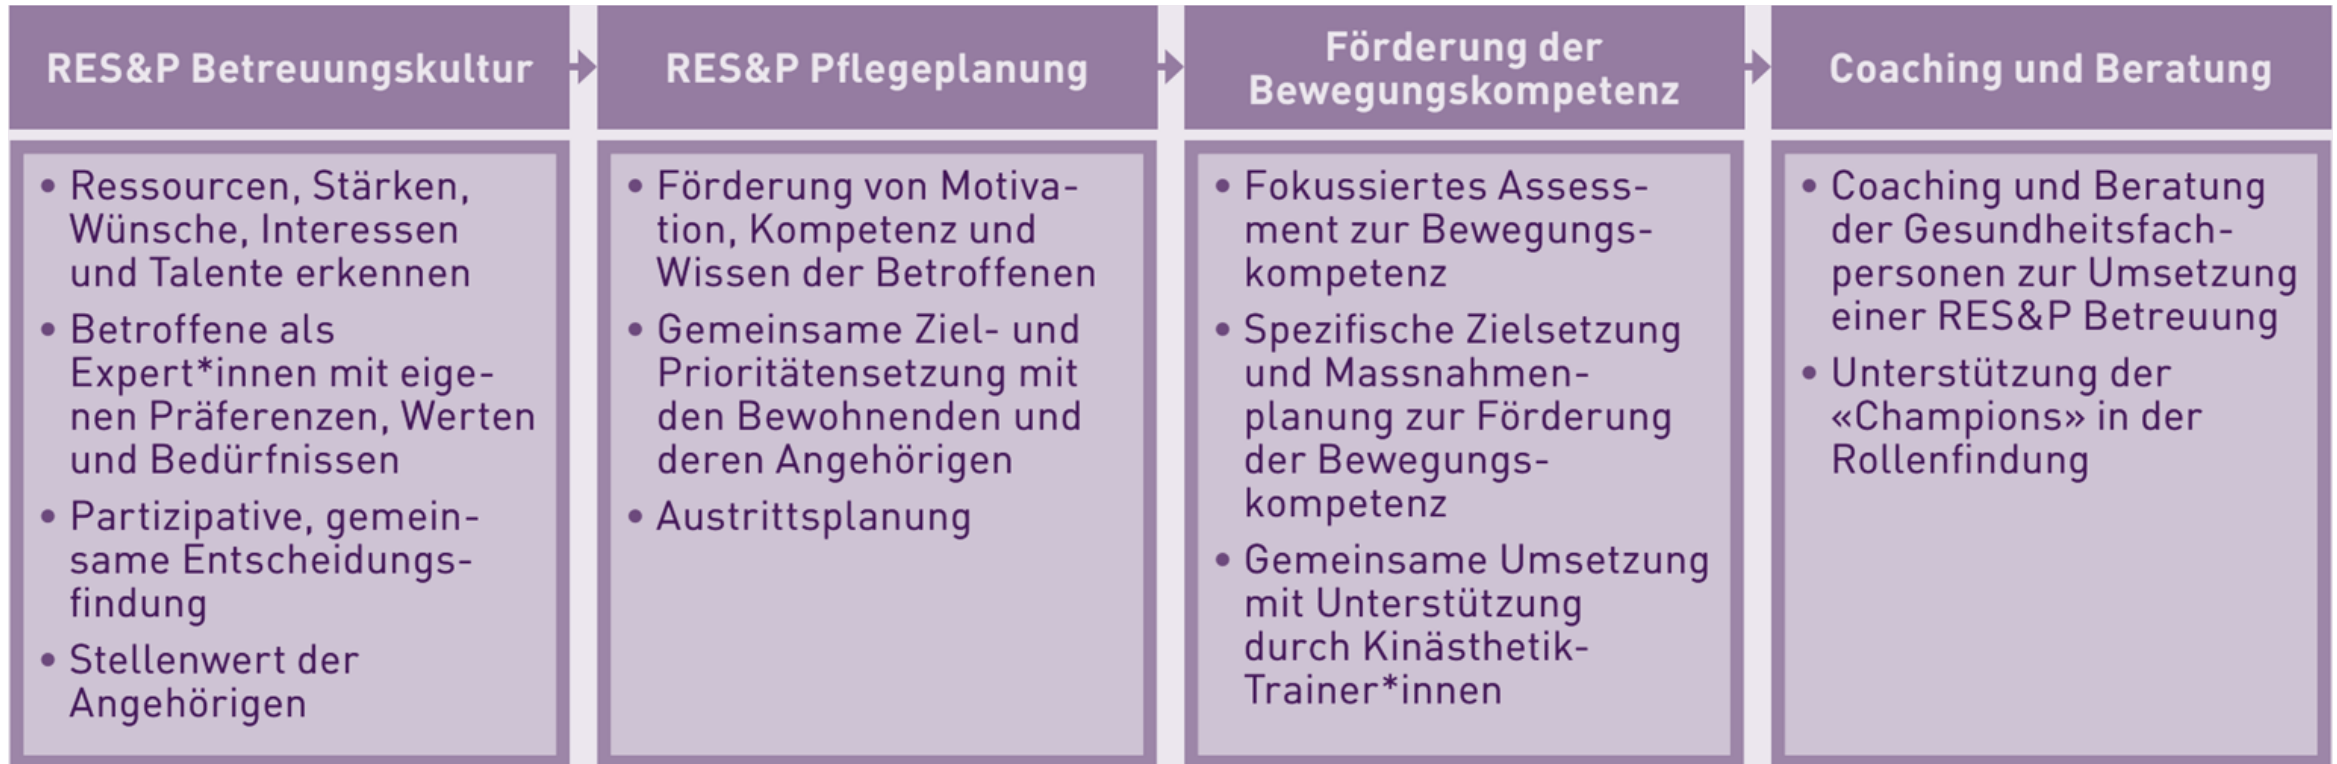 RES&P Betreuungskultur
• Ressourcen, Stärken,
Wünsche, Interessen
und Talente erkennen
• Betroffene als
Expert*innen mit eige-
nen Präferenzen, Werten
und Bedürfnissen
• Partizipative, gemein-
same Entscheidungs-
findung
• Stellenwert der
Angehörigen
RES&P Pflegeplanung
• Förderung von Motiva-
tion, Kompetenz und
Wissen der Betroffenen
• Gemeinsame Ziel- und
Prioritätensetzung mit
den Bewohnenden und
deren Angehörigen
• Austrittsplanung
Förderung der
Bewegungskompetenz
• Fokussiertes Assess-
ment zur Bewegungs-
kompetenz
• Spezifische Zielsetzung
und Massnahmen-
planung zur Förderung
der Bewegungs-
kompetenz
• Gemeinsame Umsetzung
mit Unterstützung
durch Kinästhetik-
Trainer*innen
Coaching und Beratung
• Coaching und Beratung
der Gesundheitsfach-
personen zur Umsetzung
einer RES&P Betreuung
• Unterstützung der
«Champions» in der
Rollenfindung